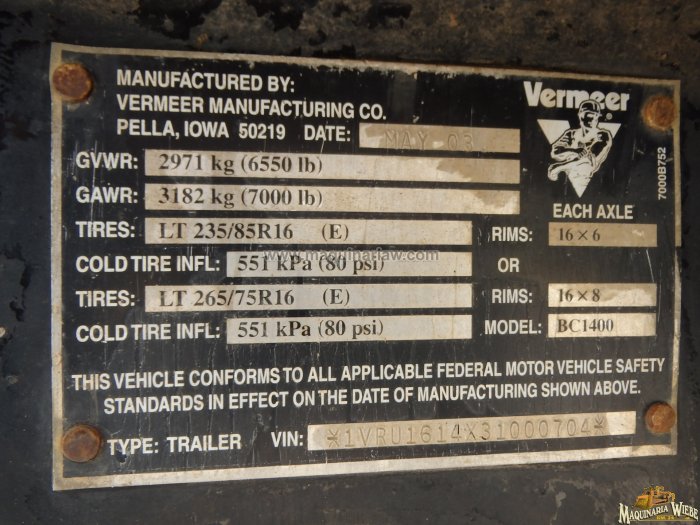 MANUFACTURED BY:
VERMEER MANUFACTURING CO.
PELLA, IOWA 50219 DATE: MAY 03
Vermeer
®
7000B752
GVWR: 2971 kg (6550 lb)
GAWR: 3182 kg (7000 lb)
EACH AXLE
TIRES: LT 235/85R16 (E) RIMS: 16 × 6
www.maquinariaw.com
COLD TIRE INFL: 551 kPa (80 psi) OR
TIRES: LT 265/75R16 (E) RIMS: 16 × 8
COLD TIRE INFL: 551 kPa (80 psi) MODEL: BC1400
THIS VEHICLE CONFORMS TO ALL APPLICABLE FEDERAL MOTOR VEHICLE SAFETY
STANDARDS IN EFFECT ON THE DATE OF MANUFACTURING SHOWN ABOVE.
TYPE: TRAILER VIN: *1VRU1614X31000704*
MAQUINARIA WIEBE